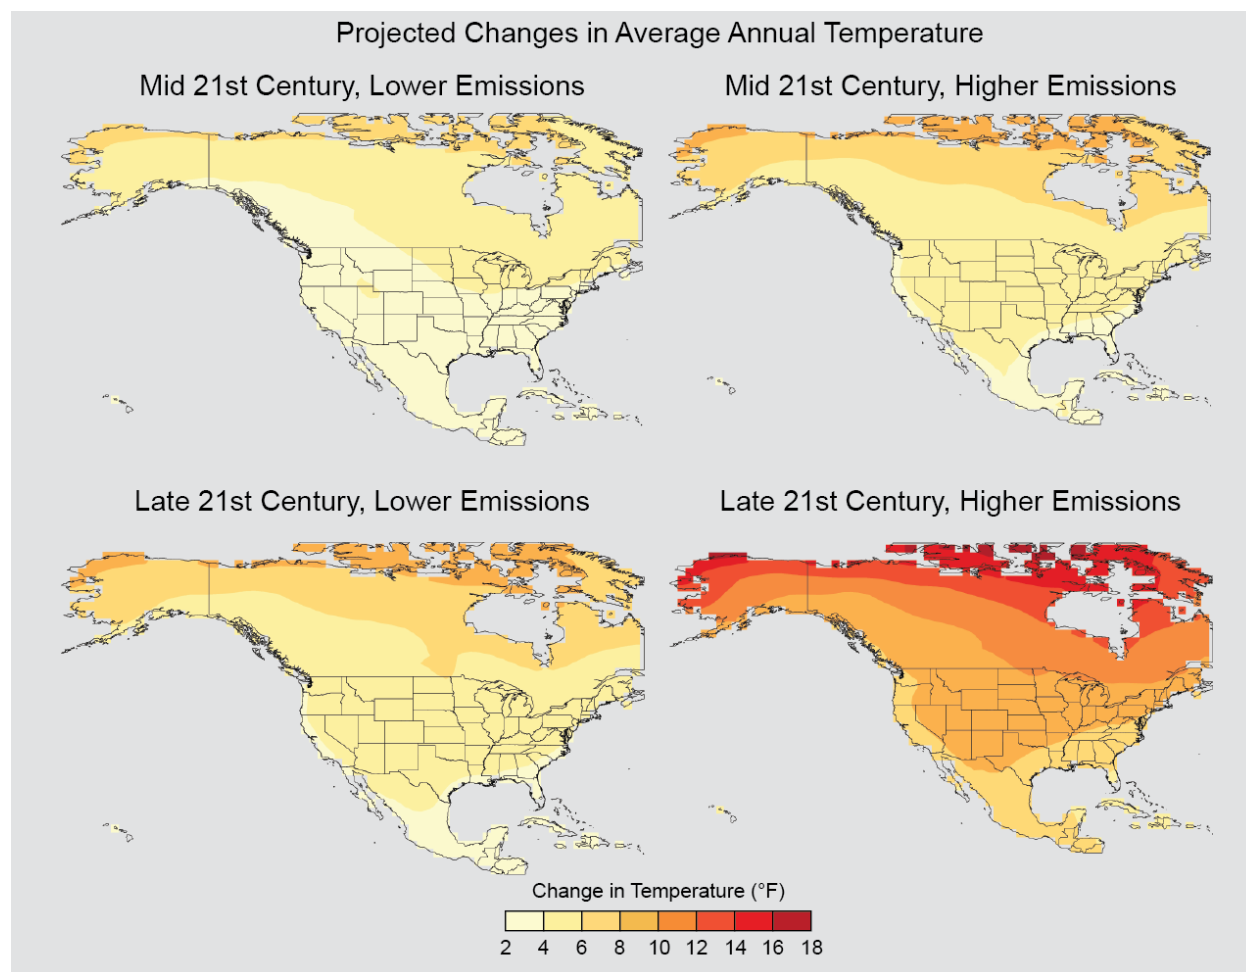 Projected Changes in Average Annual Temperature
Mid 21st Century, Lower Emissions
Mid 21st Century, Higher Emissions
Late 21st Century, Lower Emissions
Late 21st Century, Higher Emissions
Change in Temperature (°F)
2 4 6 8 10 12 14 16 18